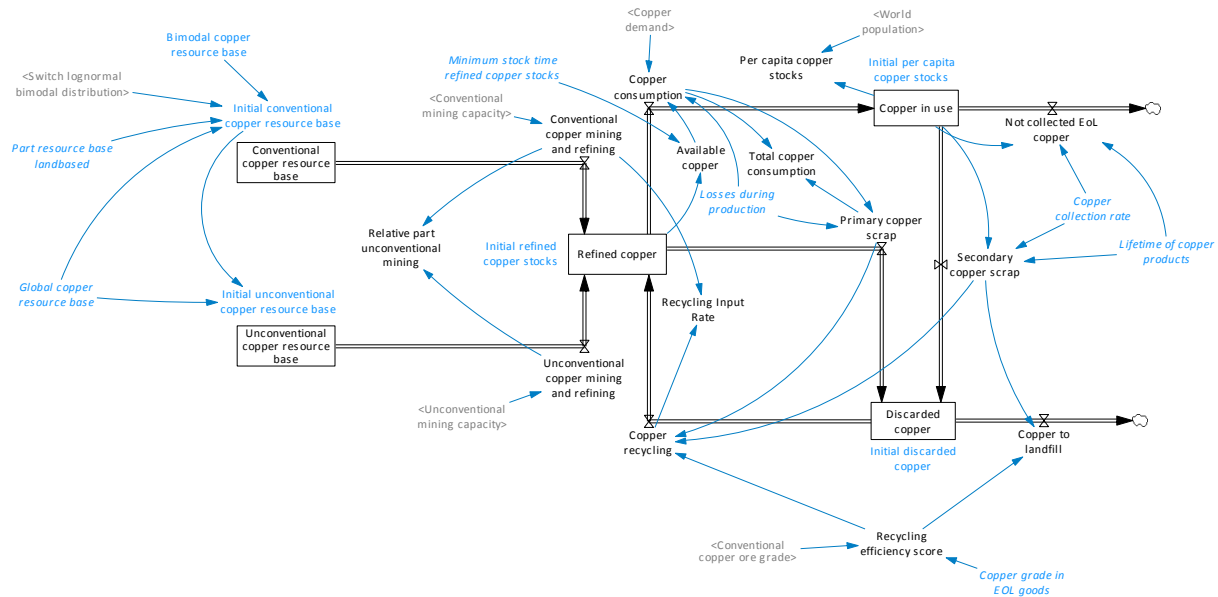 <Copper
demand>
<World
population>
Bimodal copper
resource base
<Switch lognormal
bimodal distribution>
Minimum stock time
refined copper stocks
Per capita copper
stocks
Initial per capita
copper stocks
Copper
consumption
<Conventional
mining capacity>
Initial conventional
copper resource base
Copper in use
Conventional
copper mining
and refining
Not collected EoL
copper
Part resource base
landbased
Conventional
copper resource
base
Available
copper
Total copper
consumption
Losses during
production
Copper
collection rate
Primary copper
scrap
Relative part
unconventional
mining
Initial refined
copper stocks
Refined copper
Secondary
copper scrap
Lifetime of copper
products
Global copper
resource base
Initial unconventional
copper resource base
Recycling Input
Rate
Unconventional
copper resource
base
Unconventional
copper mining
and refining
<Unconventional
mining capacity>
Discarded
copper
Copper
recycling
Copper to
landfill
Initial discarded
copper
Recycling
efficiency score
<Conventional
copper ore grade>
Copper grade in
EOL goods